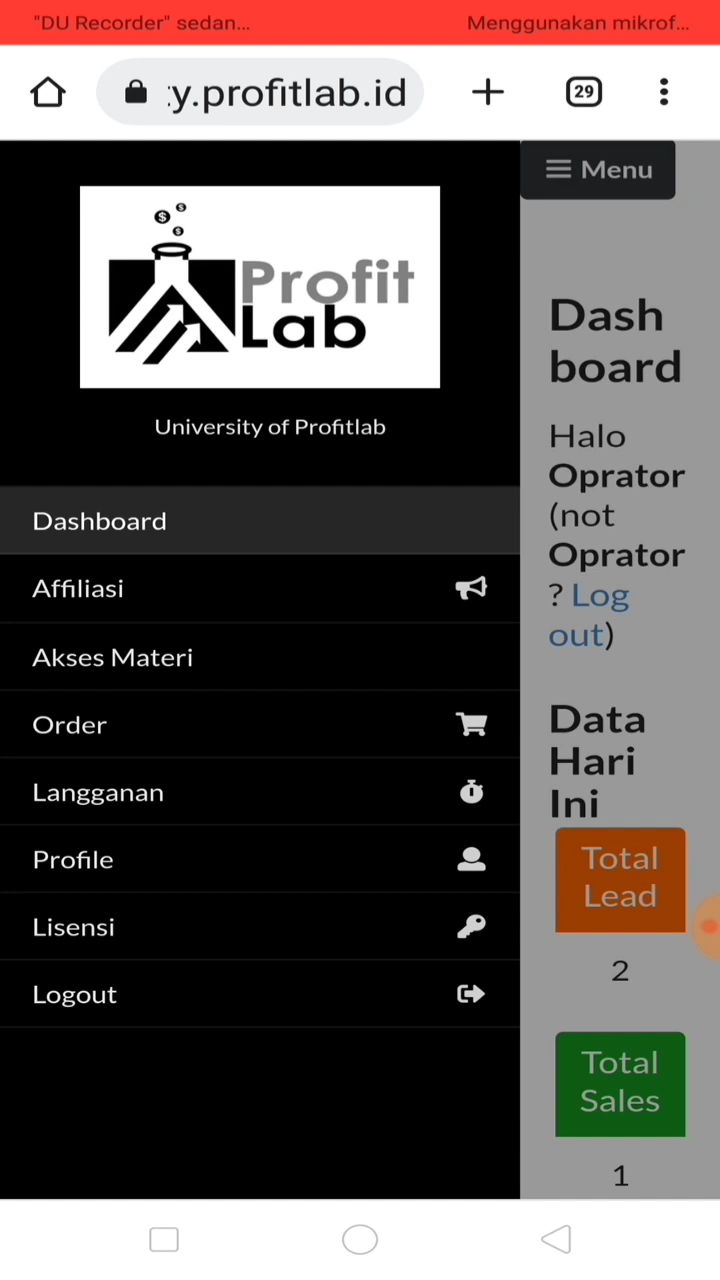 "DU Recorder" sedan...
Menggunakan mikrof...
:y.profitlab.id
29
Menu
Profit
Lab
University of Profitlab
Dashboard
Affiliasi
Akses Materi
Order
Langganan
Profile
Lisensi
Logout
Dash
board
Halo
Oprator
(not
Oprator
? Log
out)
Data
Hari
Ini
Total
Lead
2
Total
Sales
1